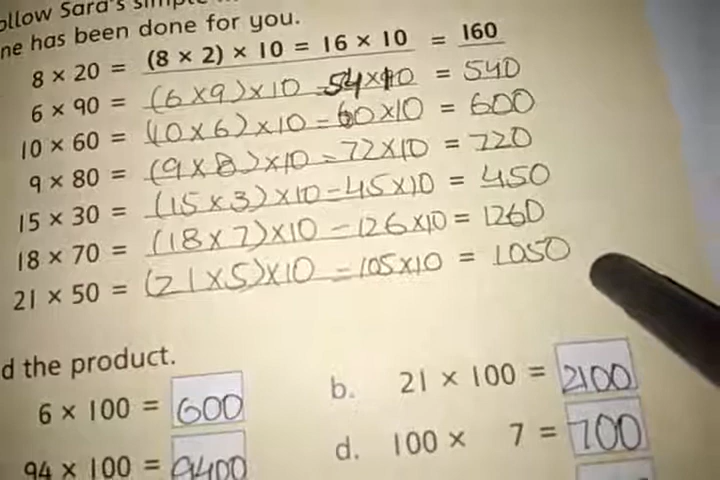 ollow Sara's
ne has been done for you.
8 × 20 = (8 × 2) × 10 = 16 × 10 = 160
6 × 90 = (6×9)×10 = 54×10 = 540
10 × 60 = (10×6)×10 = 60×10 = 600
9 × 80 = (9×8)×10 = 72×10 = 720
15 × 30 = (15×3)×10 = 45×10 = 450
18 × 70 = (18×7)×10 = 126×10 = 1260
21 × 50 = (21×5)×10 = 105×10 = 1050
d the product.
6 × 100 = 600 b. 21 × 100 = 2100
94 × 100 = 9400 d. 100 × 7 = 700